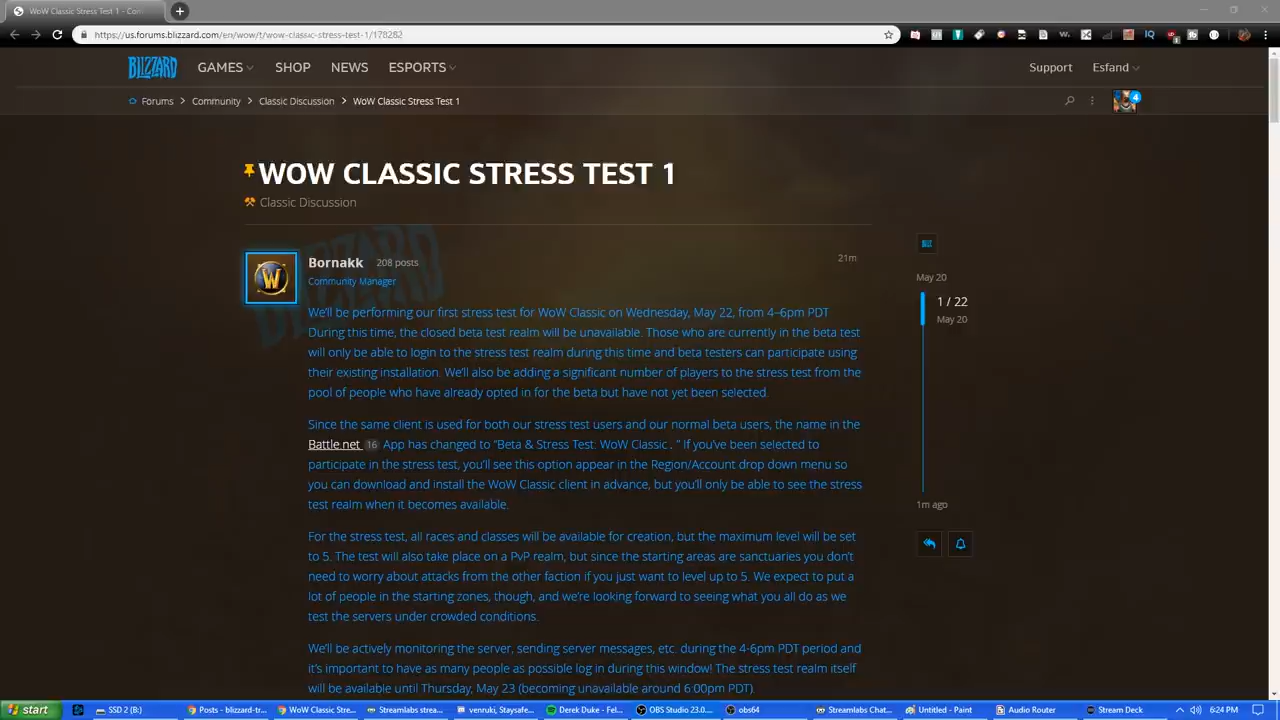 WoW Classic Stress Test 1 - Con
https://us.forums.blizzard.com/en/wow/t/wow-classic-stress-test-1/178282
BLIZZARD GAMES SHOP NEWS ESPORTS Support Esfand
Forums Community Classic Discussion WoW Classic Stress Test 1
4
WOW CLASSIC STRESS TEST 1
Classic Discussion
Bornakk 208 posts 21m
Community Manager
We'll be performing our first stress test for WoW Classic on Wednesday, May 22, from 4–6pm PDT
During this time, the closed beta test realm will be unavailable. Those who are currently in the beta test
will only be able to login to the stress test realm during this time and beta testers can participate using
their existing installation. We'll also be adding a significant number of players to the stress test from the
pool of people who have already opted in for the beta but have not yet been selected.
Since the same client is used for both our stress test users and our normal beta users, the name in the
Battle.net 16 App has changed to “Beta & Stress Test: WoW Classic . ” If you've been selected to
participate in the stress test, you'll see this option appear in the Region/Account drop down menu so
you can download and install the WoW Classic client in advance, but you'll only be able to see the stress
test realm when it becomes available.
For the stress test, all races and classes will be available for creation, but the maximum level will be set
to 5. The test will also take place on a PvP realm, but since the starting areas are sanctuaries you don't
need to worry about attacks from the other faction if you just want to level up to 5. We expect to put a
lot of people in the starting zones, though, and we're looking forward to seeing what you all do as we
test the servers under crowded conditions.
We'll be actively monitoring the server, sending server messages, etc. during the 4-6pm PDT period and
it's important to have as many people as possible log in during this window! The stress test realm itself
will be available until Thursday, May 23 (becoming unavailable around 6:00pm PDT).
May 20
1 / 22
May 20
1m ago
start SSD 2 (B:) Posts - blizzard-tr... WoW Classic Stre... Streamlabs stream... venruki, Staysafe... Derek Duke - Fel... OBS Studio 23.0.... obs64 Streamlabs Chat... Untitled - Paint Audio Router Stream Deck 6:24 PM